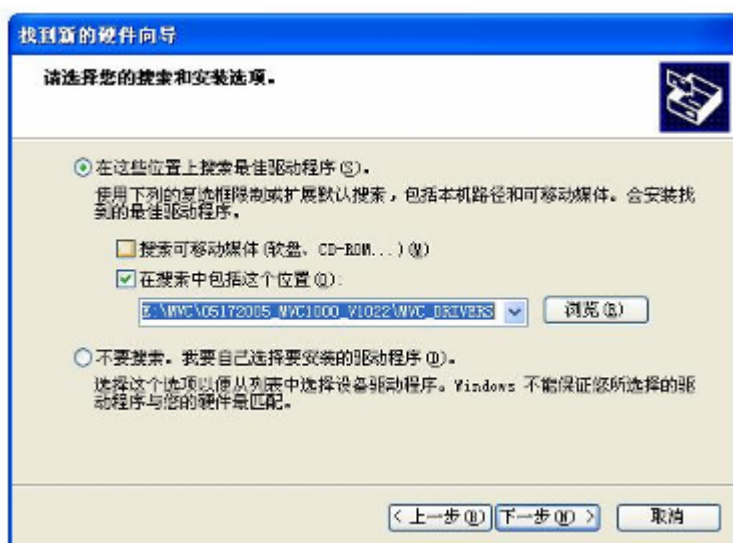 找到新的硬件向导
请选择您的搜索和安装选项。
在这些位置上搜索最佳驱动程序(S)。
使用下列的复选框限制或扩展默认搜索，包括本机路径和可移动媒体。会安装找
到的最佳驱动程序。
搜索可移动媒体(软盘、CD-ROM...)(M)
在搜索中包括这个位置(O):
E:\MVC\05172005_MVC1000_V1022\MVC_DRIVERS
浏览(R)
不要搜索。我要自己选择要安装的驱动程序(D)。
选择这个选项以便从列表中选择设备驱动程序。Windows 不能保证您所选择的驱
动程序与您的硬件最匹配。
< 上一步(B) 下一步(N) > 取消